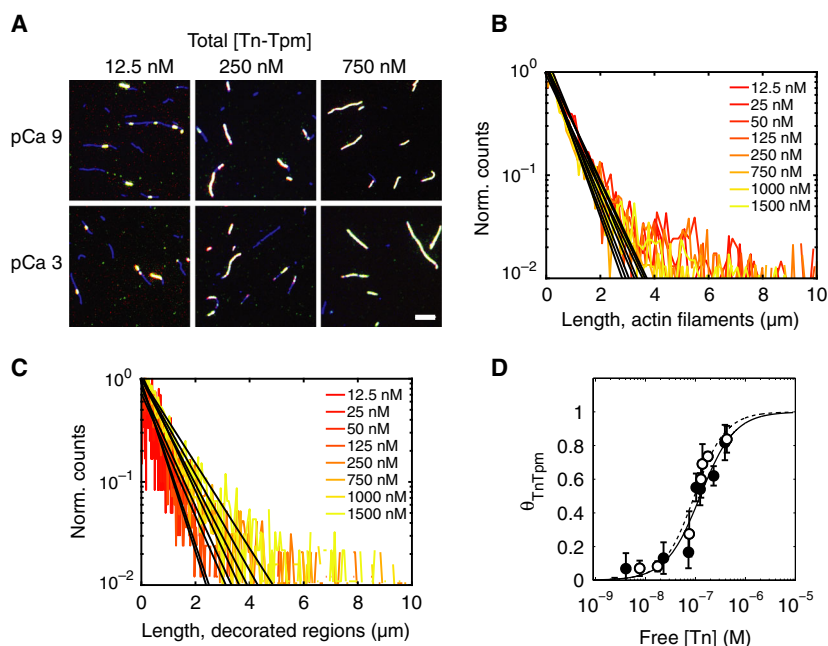 A
Total [Tn-Tpm]
12.5 nM 250 nM 750 nM
pCa 9
pCa 3
B
Norm. counts
10⁰
10⁻¹
10⁻²
12.5 nM
25 nM
50 nM
125 nM
250 nM
750 nM
1000 nM
1500 nM
0 2 4 6 8 10
Length, actin filaments (μm)
C
Norm. counts
10⁰
10⁻¹
10⁻²
12.5 nM
25 nM
50 nM
125 nM
250 nM
750 nM
1000 nM
1500 nM
0 2 4 6 8 10
Length, decorated regions (μm)
D
θTnTpm
1
0.8
0.6
0.4
0.2
0
10⁻⁹ 10⁻⁸ 10⁻⁷ 10⁻⁶ 10⁻⁵
Free [Tn] (M)